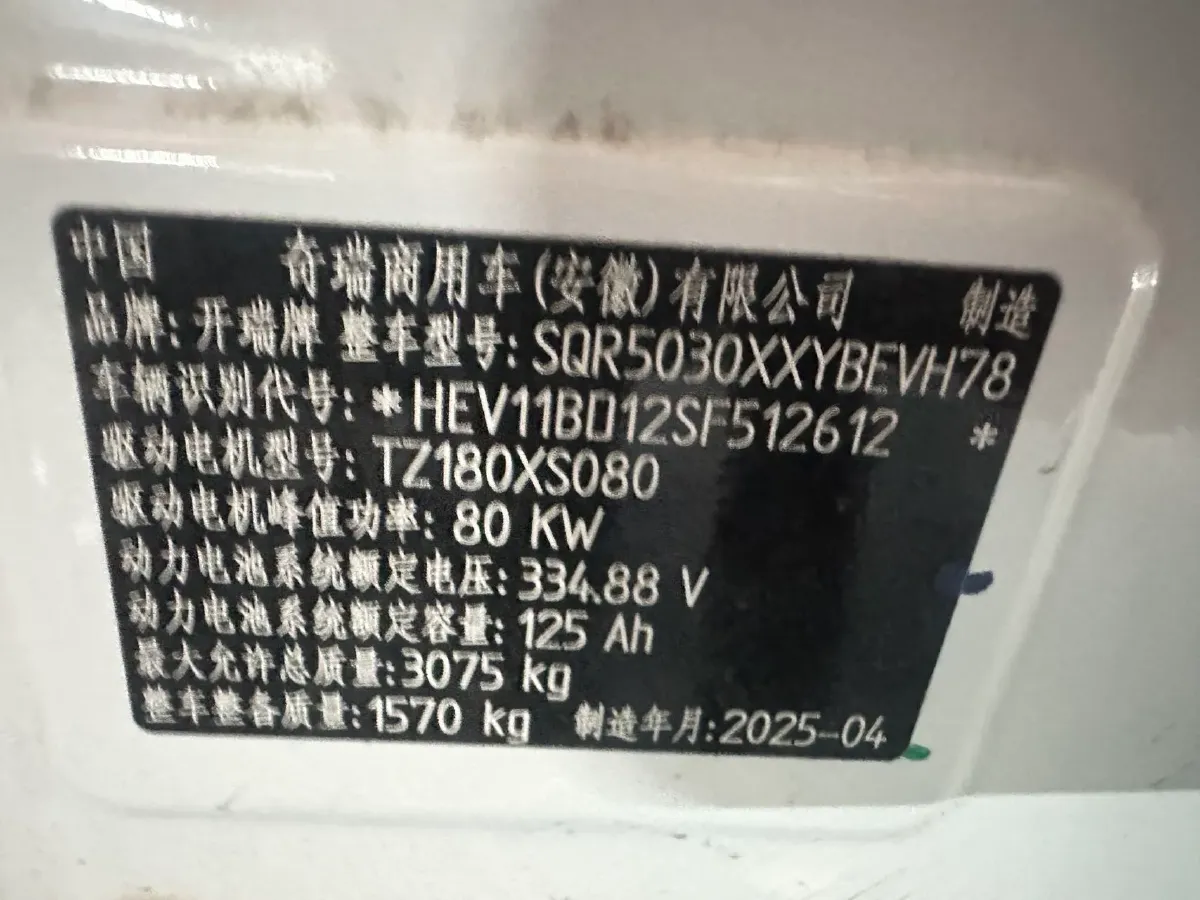 中国 奇瑞商用车(安徽)有限公司 制造
品牌:开瑞牌 整车型号:SQR5030XXYBEVH78
车辆识别代号:*HEV11BD12SF512612 *
驱动电机型号:TZ180XS080
驱动电机峰值功率:80 KW
动力电池系统额定电压:334.88 V
动力电池系统额定容量:125 Ah
最大允许总质量:3075 kg
整车整备质量:1570 kg 制造年月:2025-04